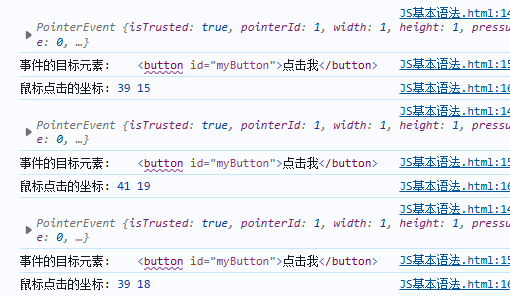 JS基本语法.html:14
PointerEvent {isTrusted: true, pointerId: 1, width: 1, height: 1, pressu
e: 0, …}
事件的目标元素: <button id="myButton">点击我</button> JS基本语法.html:15
鼠标点击的坐标: 39 15 JS基本语法.html:16
JS基本语法.html:14
PointerEvent {isTrusted: true, pointerId: 1, width: 1, height: 1, pressu
e: 0, …}
事件的目标元素: <button id="myButton">点击我</button> JS基本语法.html:15
鼠标点击的坐标: 41 19 JS基本语法.html:16
JS基本语法.html:14
PointerEvent {isTrusted: true, pointerId: 1, width: 1, height: 1, pressu
e: 0, …}
事件的目标元素: <button id="myButton">点击我</button> JS基本语法.html:15
鼠标点击的坐标: 39 18 JS基本语法.html:16